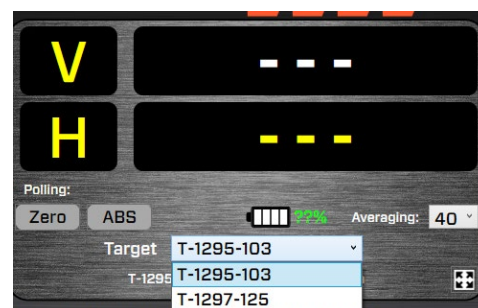 V - - -
H - - -
Polling:
Zero ABS ??% Averaging: 40
Target T-1295-103
T-1295 T-1295-103
T-1297-125